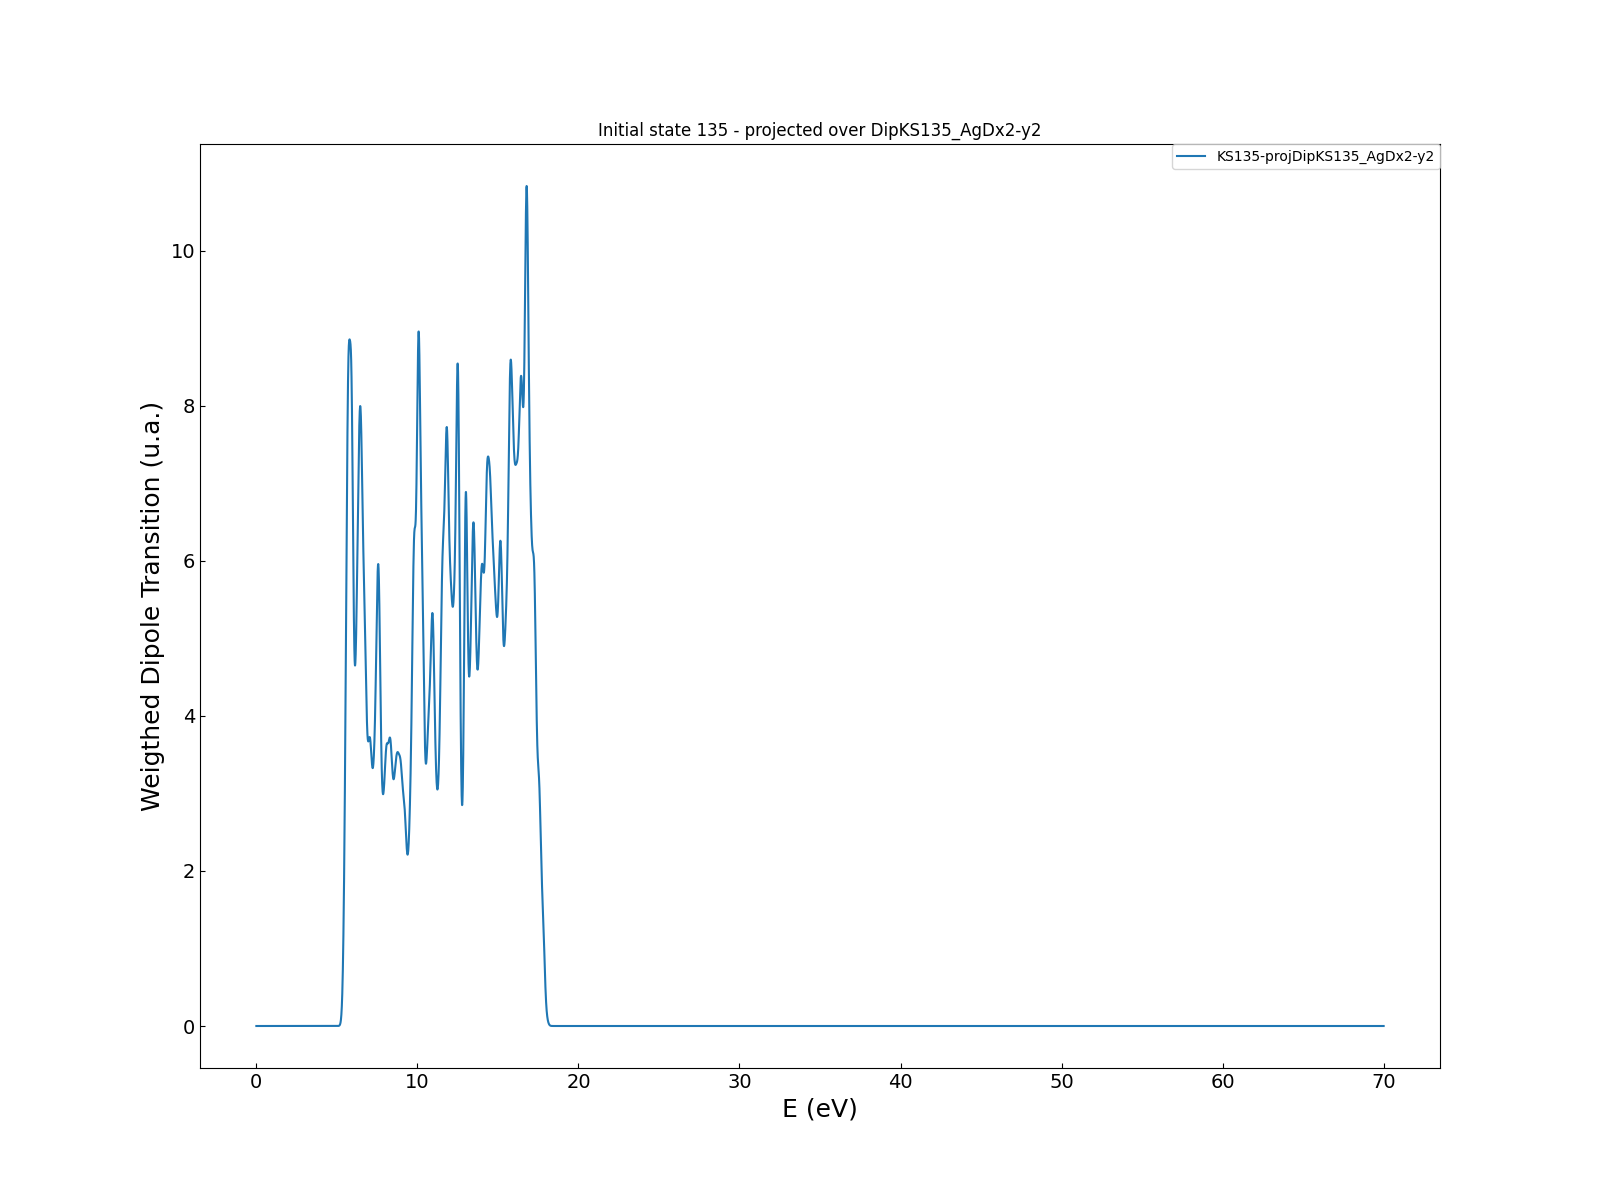 Initial state 135 - projected over DipKS135_AgDx2-y2
KS135-projDipKS135_AgDx2-y2
10
8
6
4
2
0
Weigthed Dipole Transition (u.a.)
0 10 20 30 40 50 60 70
E (eV)